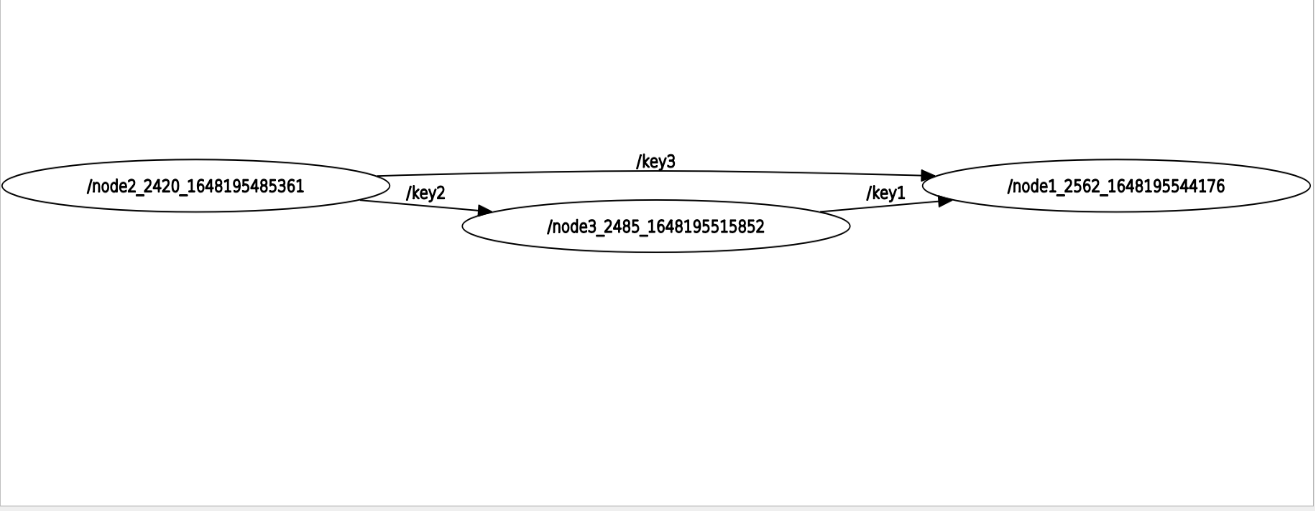 /key3
/node2_2420_1648195485361
/key2
/key1
/node1_2562_1648195544176
/node3_2485_1648195515852